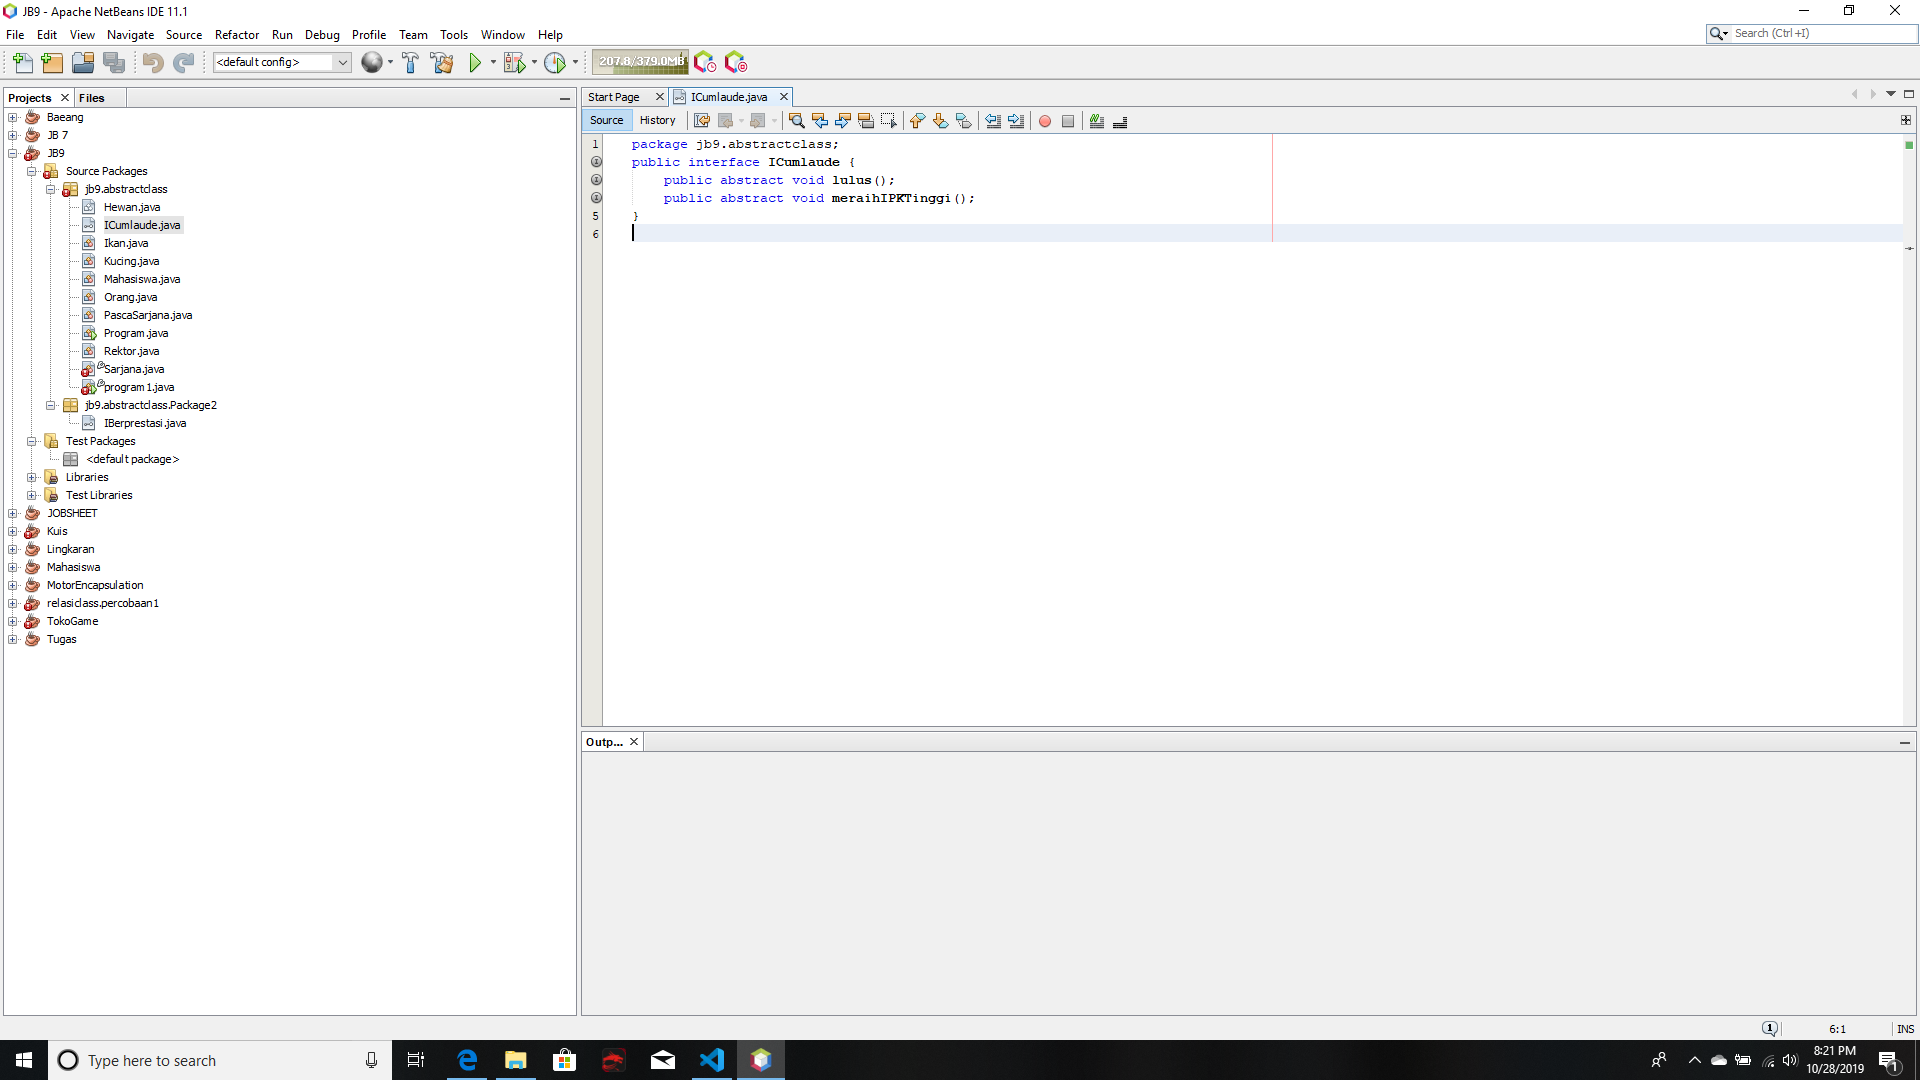 JB9 - Apache NetBeans IDE 11.1
File Edit View Navigate Source Refactor Run Debug Profile Team Tools Window Help
Search (Ctrl+I)
<default config>
207.8/379.0MB
Projects Files
Baeang
JB 7
JB9
Source Packages
jb9.abstractclass
Hewan.java
ICumlaude.java
Ikan.java
Kucing.java
Mahasiswa.java
Orang.java
PascaSarjana.java
Program.java
Rektor.java
Sarjana.java
program1.java
jb9.abstractclass.Package2
IBerprestasi.java
Test Packages
<default package>
Libraries
Test Libraries
JOBSHEET
Kuis
Lingkaran
Mahasiswa
MotorEncapsulation
relasiclass.percobaan1
TokoGame
Tugas
Start Page ICumlaude.java
Source History
1 package jb9.abstractclass;
public interface ICumlaude {
public abstract void lulus();
public abstract void meraihIPKTinggi();
5 }
6
Outp...
1 6:1 INS
Type here to search
8:21 PM
10/28/2019
1